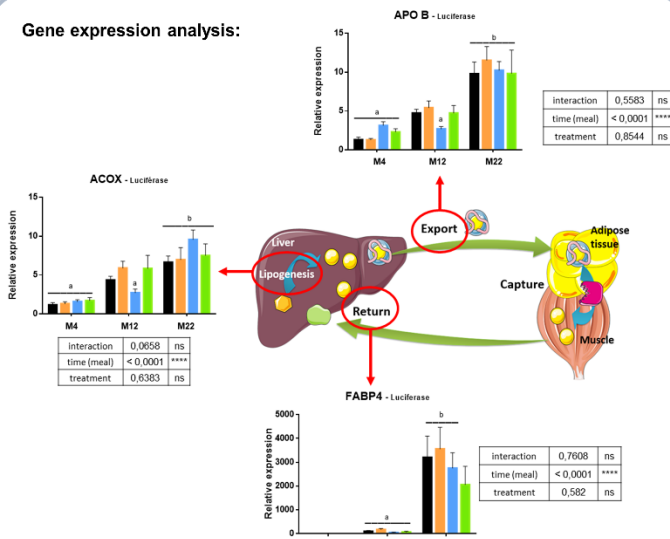 Gene expression analysis:
APO B - Luciferase
Relative expression
15
10
5
0
a
a
b
M4
M12
M22
interaction 0,5583 ns
time (meal) < 0,0001 ****
treatment 0,8544 ns
ACOX - Luciférase
Relative expression
15
10
5
0
a
a
b
M4
M12
M22
interaction 0,0658 ns
time (meal) < 0,0001 ****
treatment 0,6383 ns
Liver
Lipogenesis
Export
Return
Adipose
tissue
Capture
Muscle
FABP4 - Luciferase
Relative expression
5000
4000
3000
2000
1000
0
a
b
interaction 0,7608 ns
time (meal) < 0,0001 ****
treatment 0,582 ns